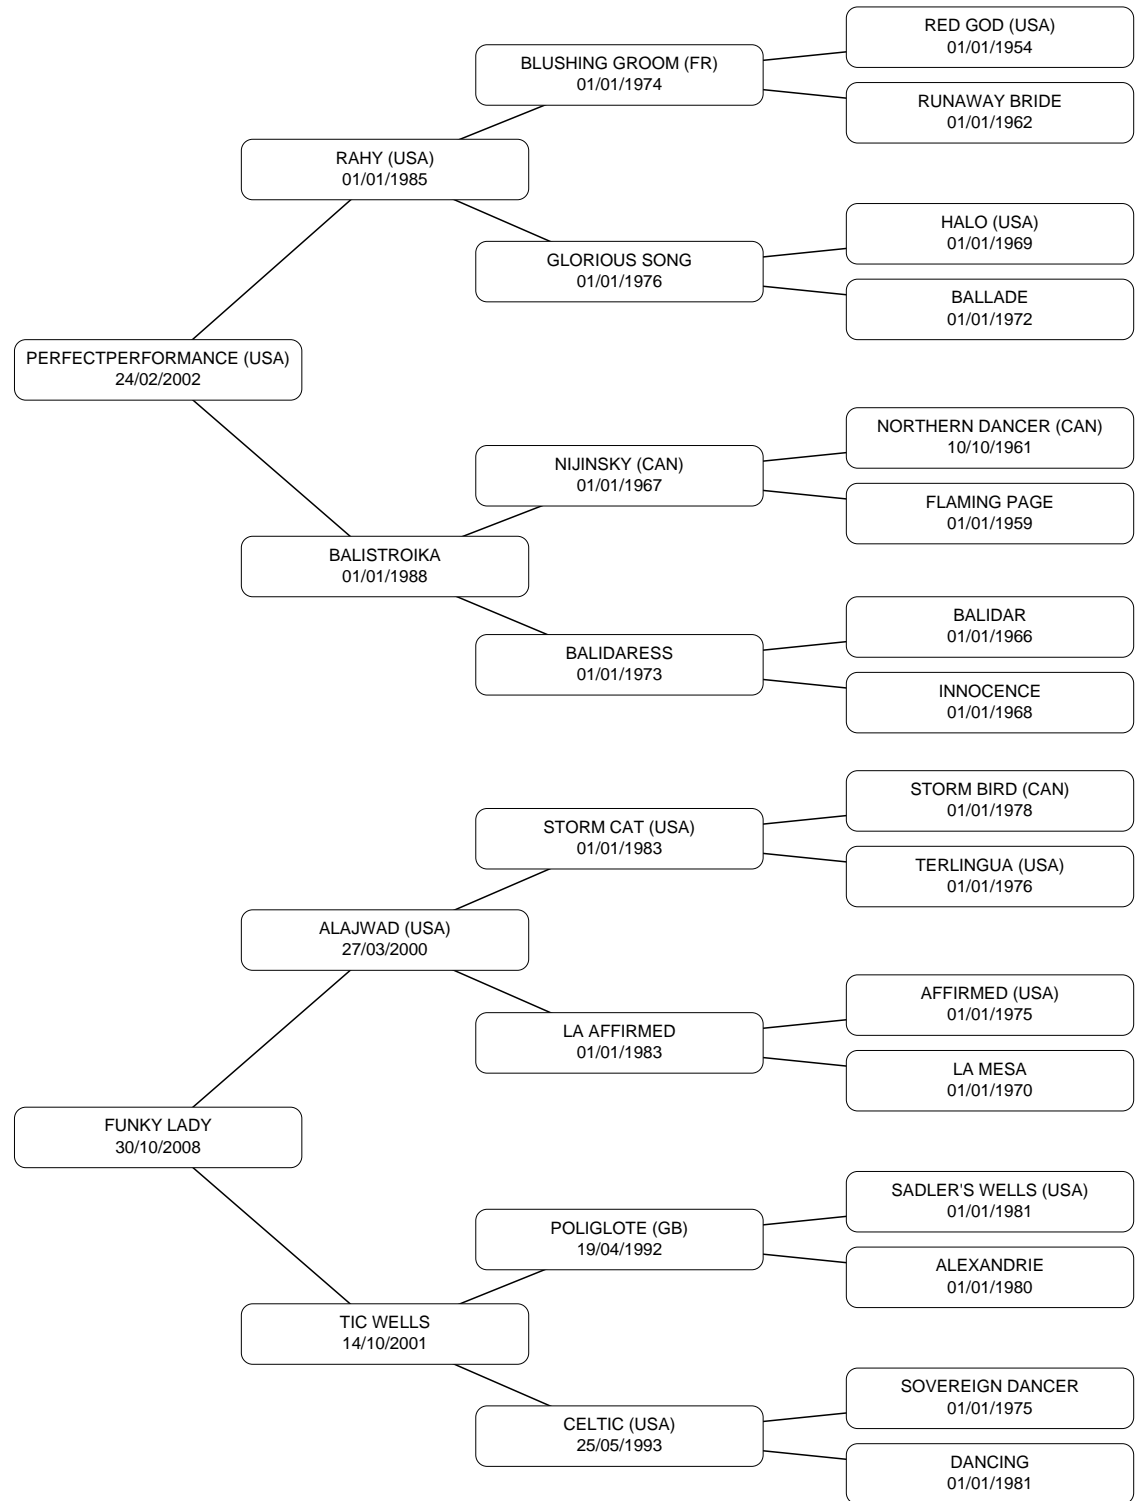 RED GOD (USA)
01/01/1954
BLUSHING GROOM (FR)
01/01/1974
RUNAWAY BRIDE
01/01/1962
RAHY (USA)
01/01/1985
HALO (USA)
01/01/1969
GLORIOUS SONG
01/01/1976
BALLADE
01/01/1972
PERFECTPERFORMANCE (USA)
24/02/2002
NORTHERN DANCER (CAN)
10/10/1961
NIJINSKY (CAN)
01/01/1967
FLAMING PAGE
01/01/1959
BALISTROIKA
01/01/1988
BALIDAR
01/01/1966
BALIDARESS
01/01/1973
INNOCENCE
01/01/1968
STORM BIRD (CAN)
01/01/1978
STORM CAT (USA)
01/01/1983
TERLINGUA (USA)
01/01/1976
ALAJWAD (USA)
27/03/2000
AFFIRMED (USA)
01/01/1975
LA AFFIRMED
01/01/1983
LA MESA
01/01/1970
FUNKY LADY
30/10/2008
SADLER'S WELLS (USA)
01/01/1981
POLIGLOTE (GB)
19/04/1992
ALEXANDRIE
01/01/1980
TIC WELLS
14/10/2001
SOVEREIGN DANCER
01/01/1975
CELTIC (USA)
25/05/1993
DANCING
01/01/1981